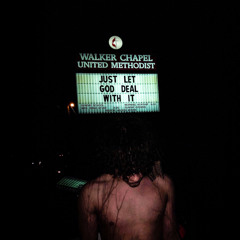 WALKER CHAPEL
UNITED METHODIST
JUST LET
GOD DEAL
WITH IT